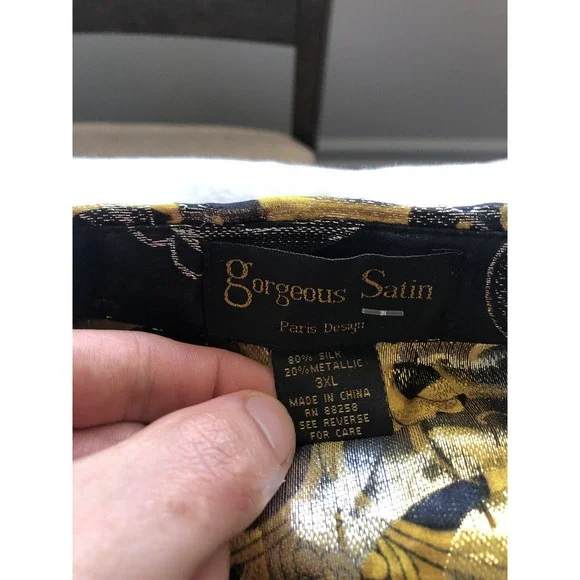 gorgeous Satin
Paris Design
80% SILK
20% METALLIC
3XL
MADE IN CHINA
RN 88258
SEE REVERSE
FOR CARE